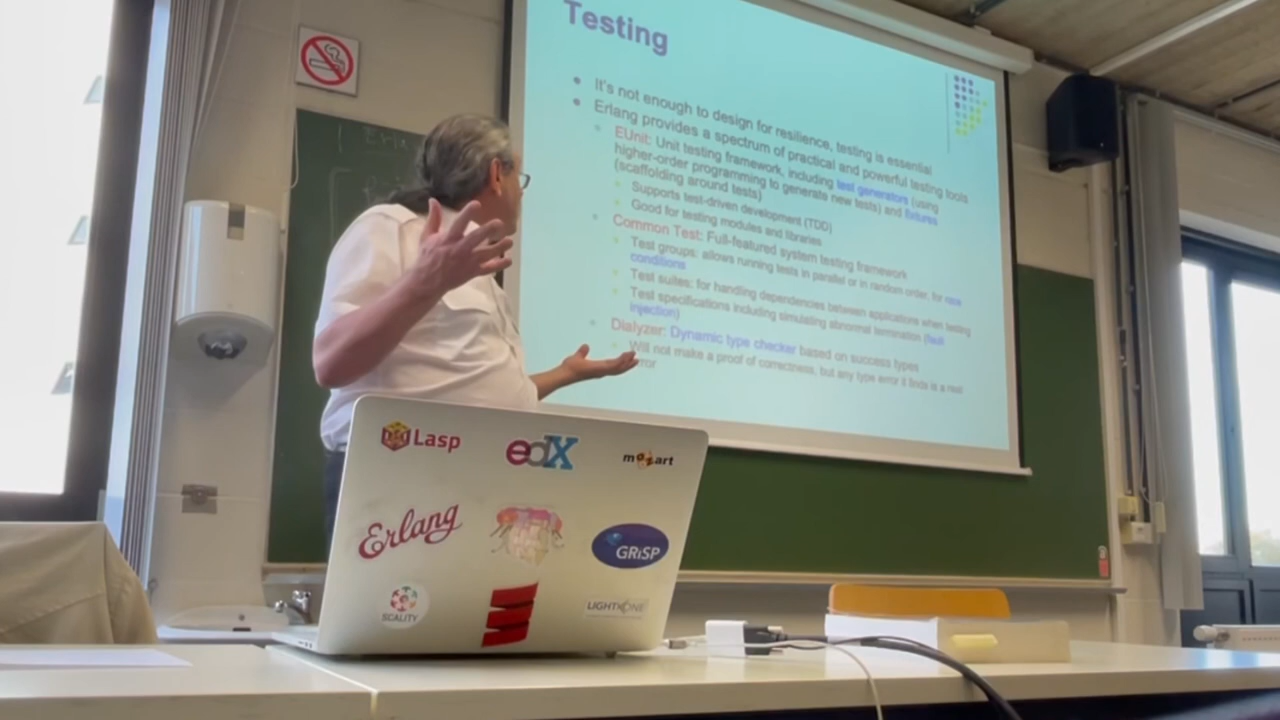 Testing
It's not enough to design for resilience, testing is essential
Erlang provides a spectrum of practical and powerful testing tools
EUnit: Unit testing framework, including test generators (using
higher-order programming to generate new tests) and fixtures
(scaffolding around tests)
Supports test-driven development (TDD)
Good for testing modules and libraries
Common Test: Full-featured system testing framework
Test groups: allows running tests in parallel or in random order, for race
conditions
Test suites: for handling dependencies between applications when testing
Test specifications including simulating abnormal termination (fault
injection)
Dialyzer: Dynamic type checker based on success types
Will not make a proof of correctness, but any type error it finds is a real
error
Lasp
edX
mozart
Erlang
GRiSP
SCALITY
LIGHTKONE